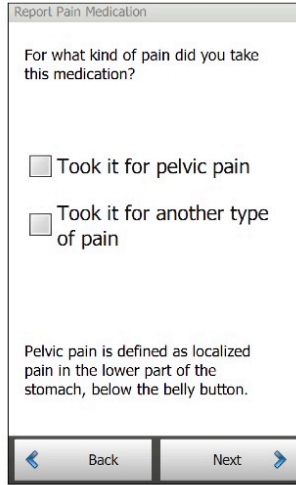 Report Pain Medication
For what kind of pain did you take
this medication?
Took it for pelvic pain
Took it for another type
of pain
Pelvic pain is defined as localized
pain in the lower part of the
stomach, below the belly button.
Back
Next